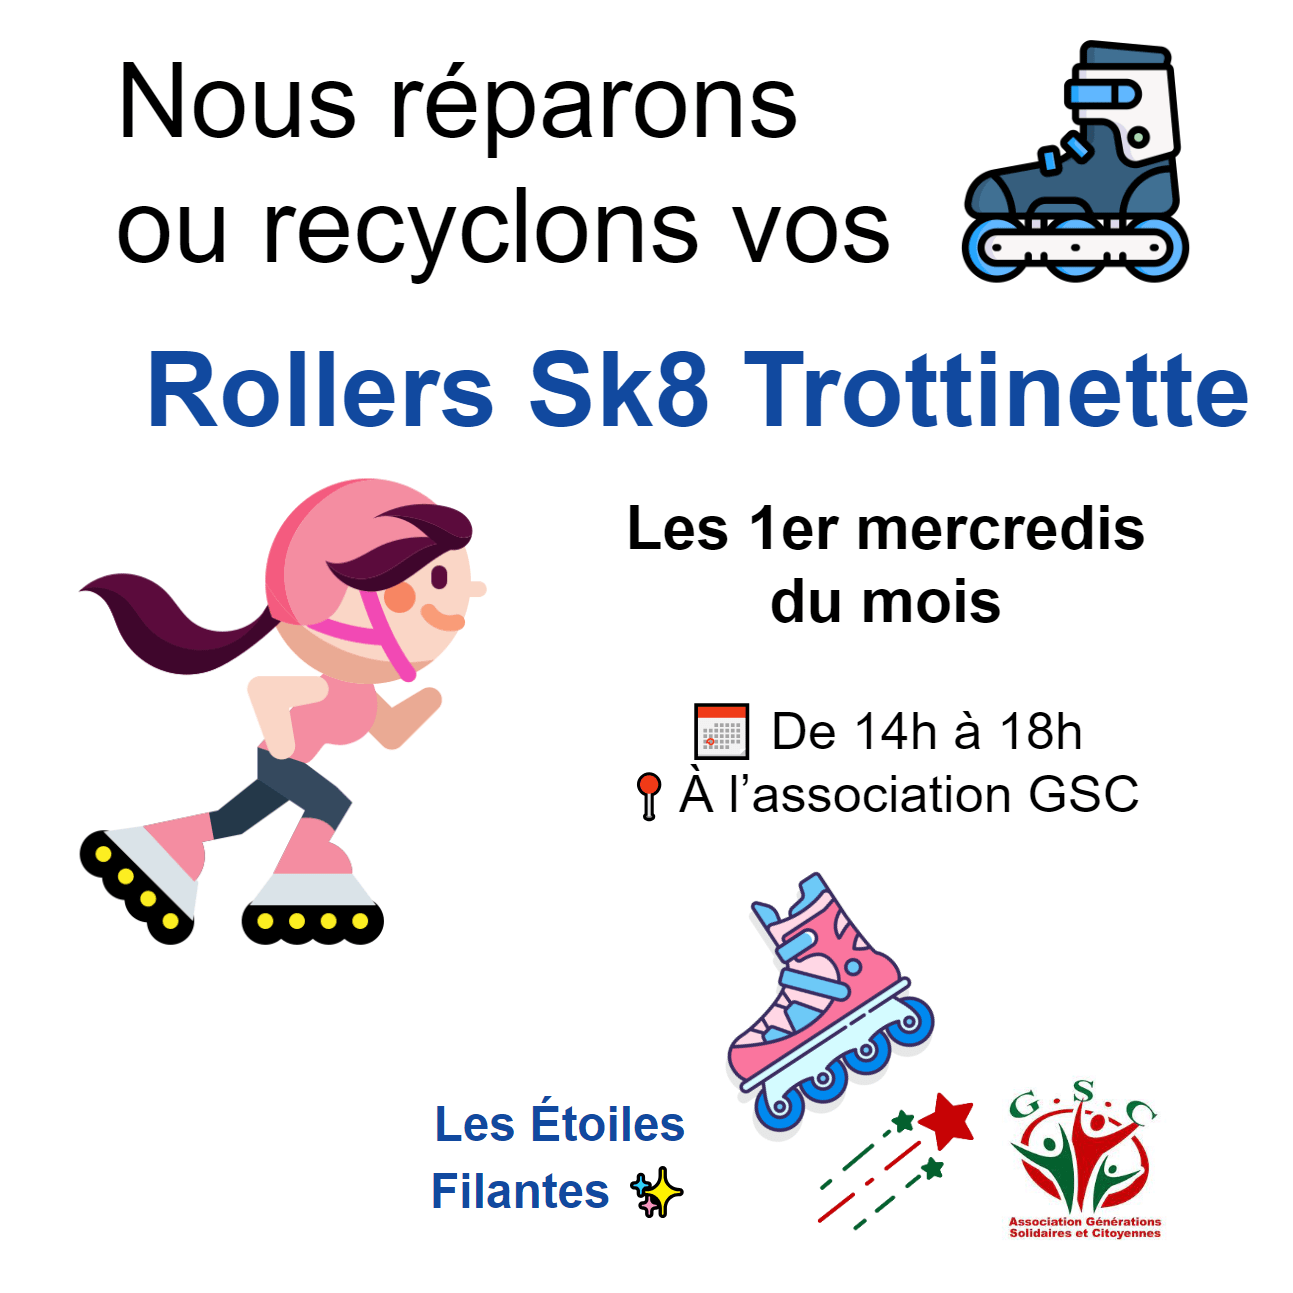 Nous réparons
ou recyclons vos
Rollers Sk8 Trottinette
Les 1er mercredis
du mois
De 14h à 18h
À l’association GSC
Les Étoiles
Filantes
G.S.C
Association Générations
Solidaires et Citoyennes